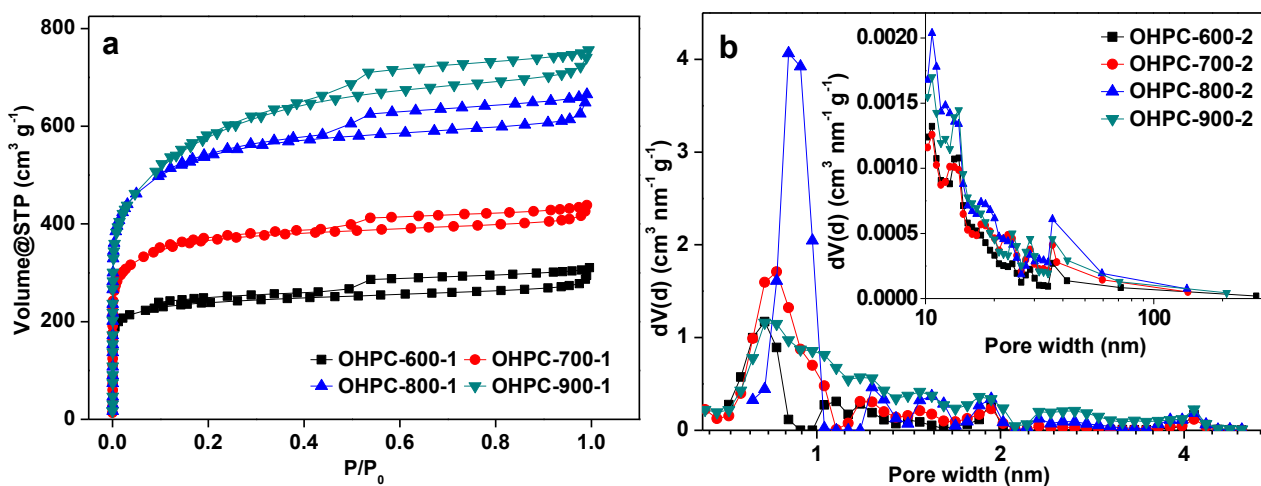 a
800
600
400
200
0
Volume@STP (cm³ g⁻¹)
0.0 0.2 0.4 0.6 0.8 1.0
P/P₀
OHPC-600-1 OHPC-700-1
OHPC-800-1 OHPC-900-1
b
4
3
2
1
0
dV(d) (cm³ nm⁻¹ g⁻¹)
1 2 4
Pore width (nm)
0.0020
0.0015
0.0010
0.0005
0.0000
dV(d) (cm³ nm⁻¹ g⁻¹)
10 100
Pore width (nm)
OHPC-600-2
OHPC-700-2
OHPC-800-2
OHPC-900-2